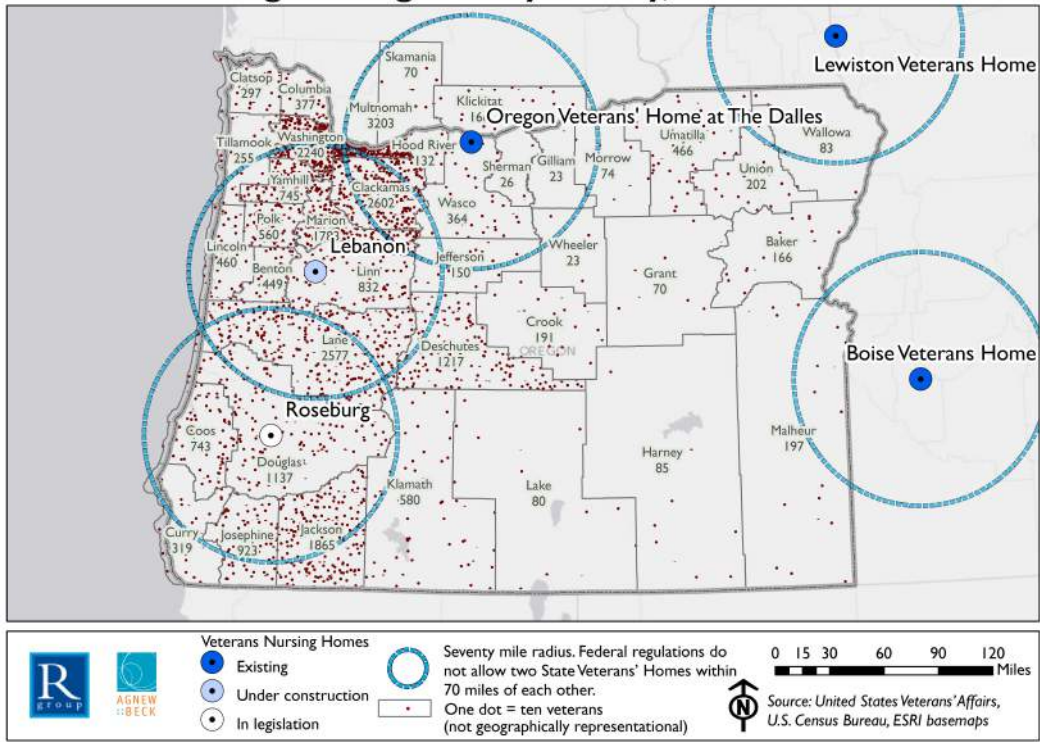 Lewiston Veterans Home
Skamania
70
Clatsop
297
Columbia
377
Klickitat
Multnomah
3203
Oregon Veterans' Home at The Dalles
Tillamook
255
Washington
2240
Hood River
132
Sherman
26
Gilliam
23
Morrow
74
Umatilla
466
Wallowa
83
Union
202
Yamhill
745
Clackamas
2602
Wasco
364
Polk
560
Marion
1783
Lebanon
Lincoln
460
Benton
449
Linn
832
Jefferson
150
Wheeler
23
Grant
70
Baker
166
Crook
191
OREGON
Lane
2577
Deschutes
1217
Boise Veterans Home
Roseburg
Coos
743
Douglas
1137
Malheur
197
Harney
85
Klamath
580
Lake
80
Curry
319
Josephine
923
Jackson
1865
R
group
AGNEW
::BECK
Veterans Nursing Homes
Existing
Under construction
In legislation
Seventy mile radius. Federal regulations do
not allow two State Veterans' Homes within
70 miles of each other.
One dot = ten veterans
(not geographically representational)
0 15 30 60 90 120
Miles
N
Source: United States Veterans' Affairs,
U.S. Census Bureau, ESRI basemaps